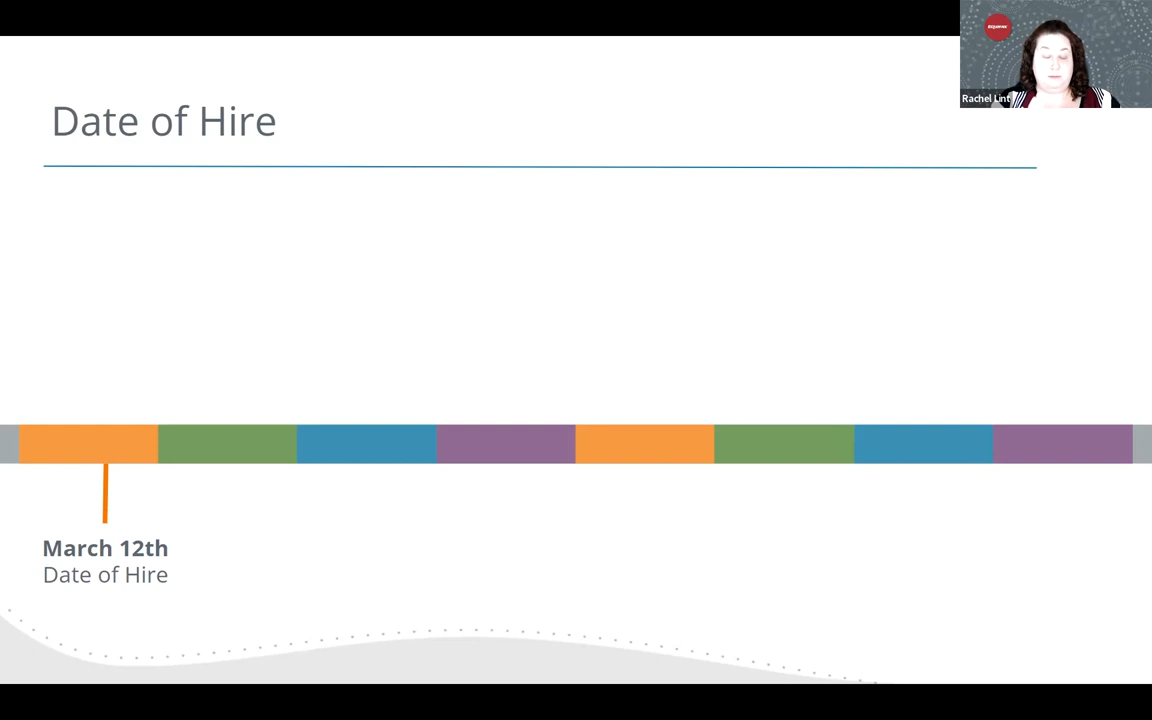 Date of Hire
Rachel Lint
March 12th
Date of Hire